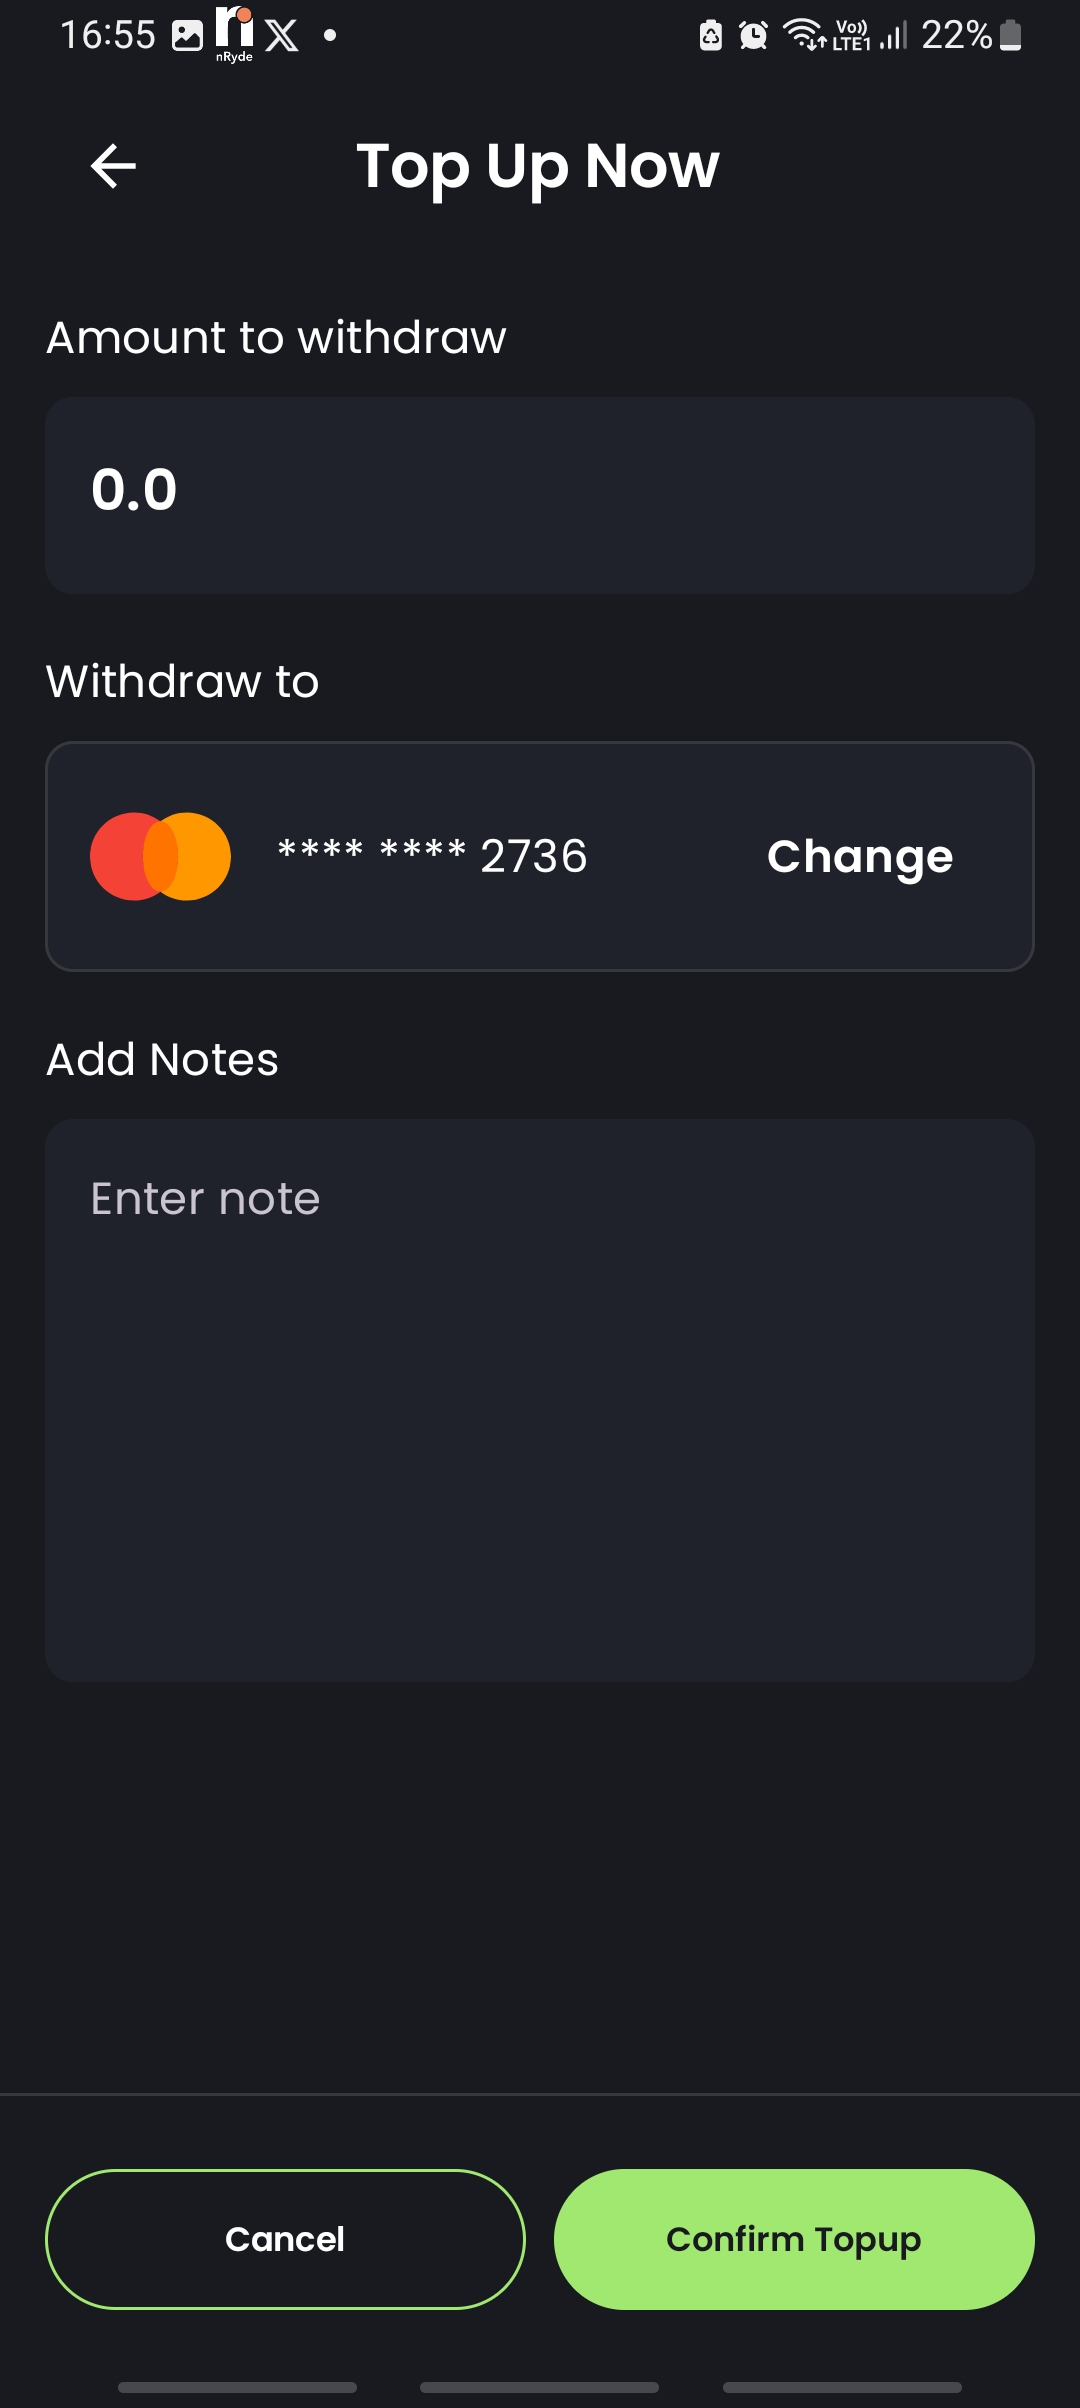 16:55 nRyde Vo)) LTE1 22%
Top Up Now
Amount to withdraw
0.0
Withdraw to
**** **** 2736 Change
Add Notes
Enter note
Cancel Confirm Topup